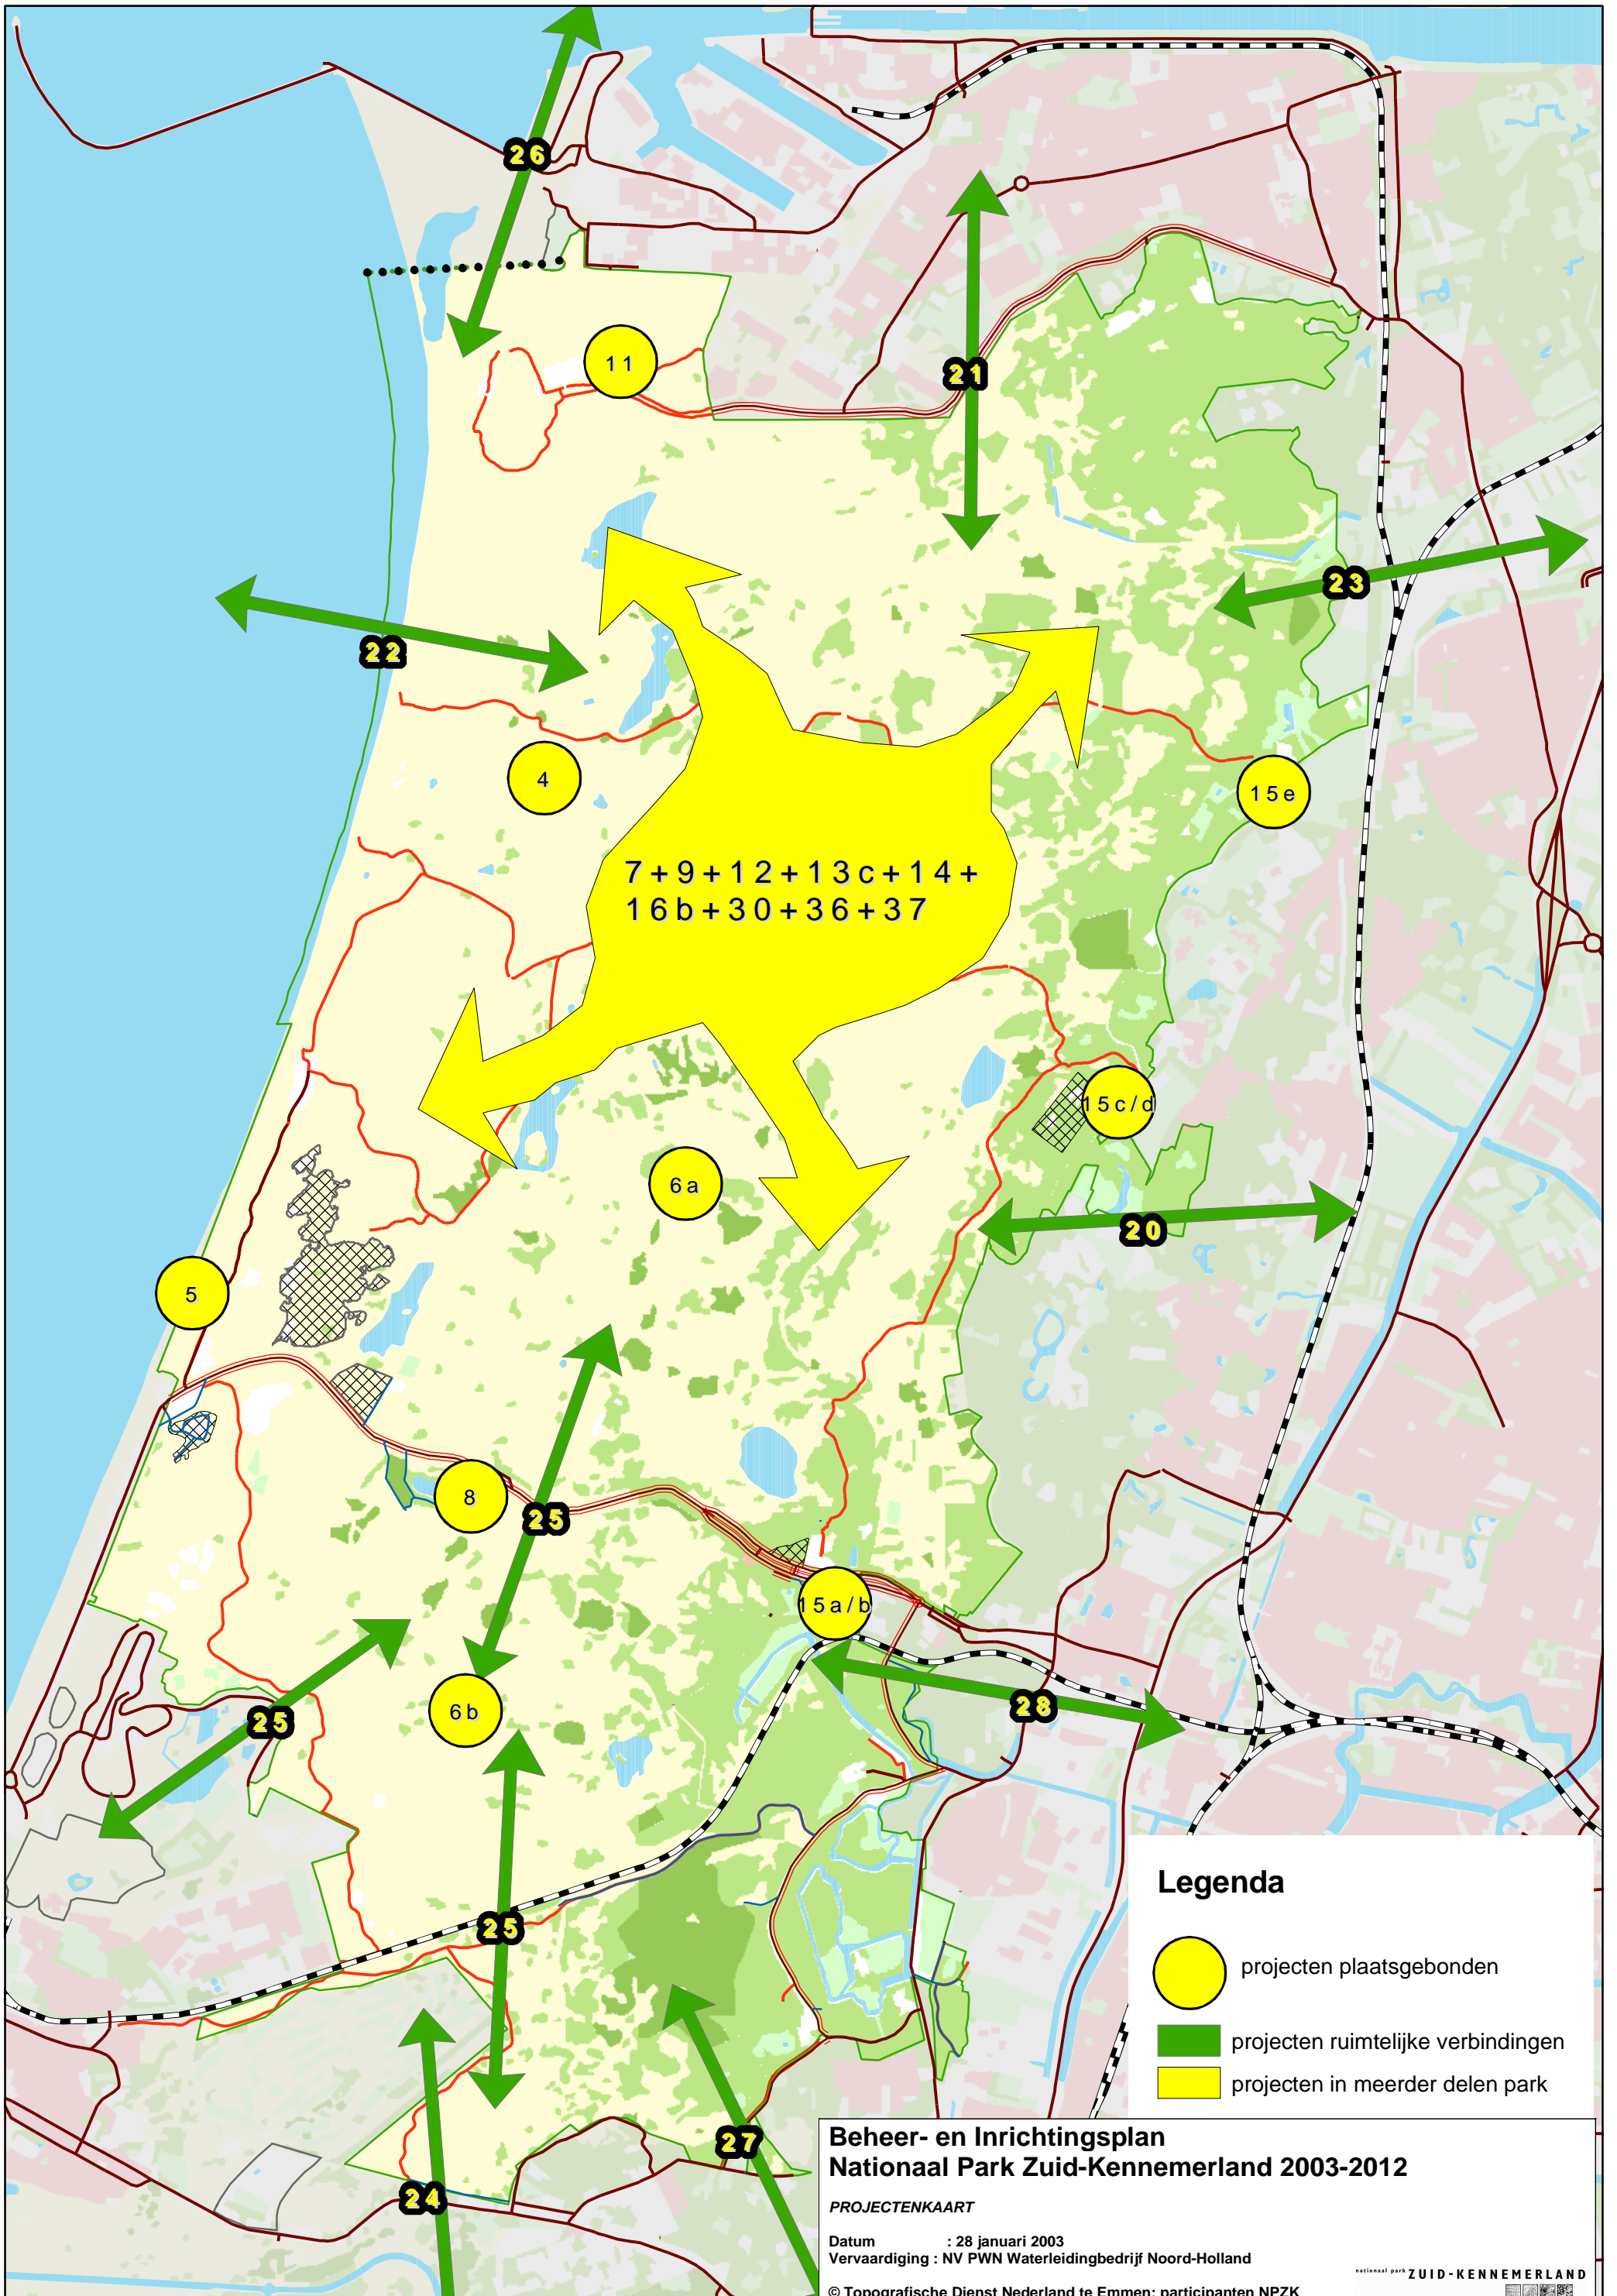 26
11
21
23
22
4
15e
7+9+12+13c+14+
16b+30+36+37
15c/d
6a
20
5
8
25
15a/b
28
25
6b
25
24
27
Legenda
projecten plaatsgebonden
projecten ruimtelijke verbindingen
projecten in meerder delen park
Beheer- en Inrichtingsplan
Nationaal Park Zuid-Kennemerland 2003-2012
PROJECTENKAART
Datum : 28 januari 2003
Vervaardiging : NV PWN Waterleidingbedrijf Noord-Holland
© Topografische Dienst Nederland te Emmen; participanten NPZK
nationaal park ZUID-KENNEMERLAND